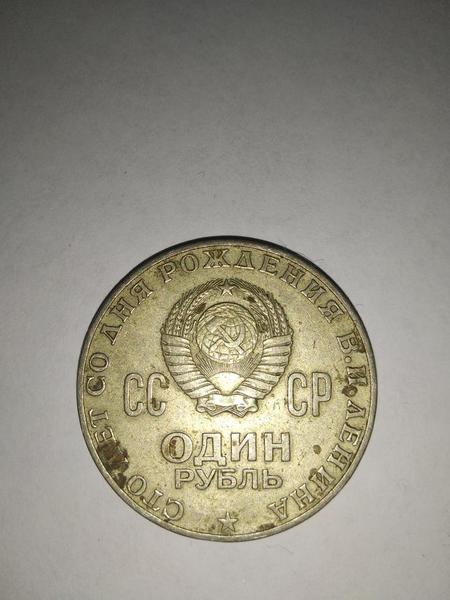 СТО ЛЕТ СО ДНЯ РОЖДЕНИЯ В.И.ЛЕНИНА
СС СР
ОДИН
РУБЛЬ